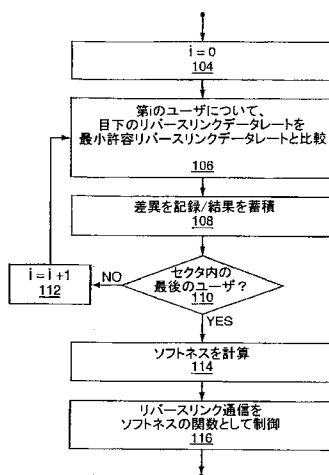 i=0
104
第iのユーザについて、
目下のリバースリンクデータレートを
最小許容リバースリンクデータレートと比較
106
差異を記録/結果を蓄積
108
セクタ内の
最後のユーザ?
110
NO
i=i+1
112
YES
ソフトネスを計算
114
リバースリンク通信を
ソフトネスの関数として制御
116